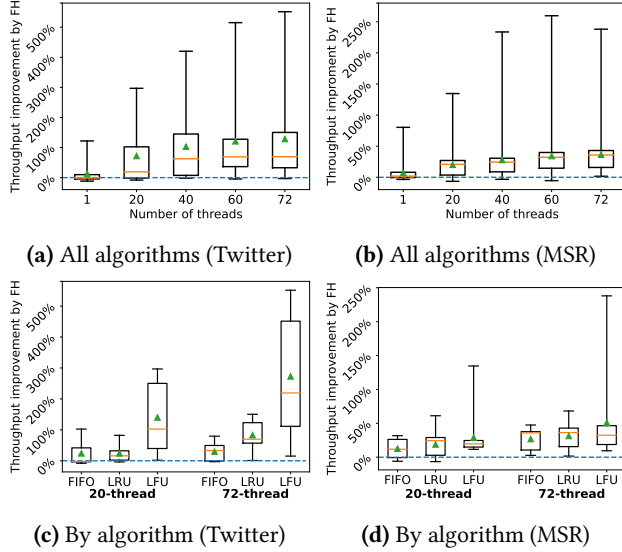 Throughput improvement by FH
500%
400%
300%
200%
100%
0%
1 20 40 60 72
Number of threads
Throughput improvement by FH
250%
200%
150%
100%
50%
0%
1 20 40 60 72
Number of threads
(a) All algorithms (Twitter)
(b) All algorithms (MSR)
Throughput improvement by FH
500%
400%
300%
200%
100%
0%
FIFO LRU LFU FIFO LRU LFU
20-thread 72-thread
Throughput improvement by FH
250%
200%
150%
100%
50%
0%
FIFO LRU LFU FIFO LRU LFU
20-thread 72-thread
(c) By algorithm (Twitter)
(d) By algorithm (MSR)